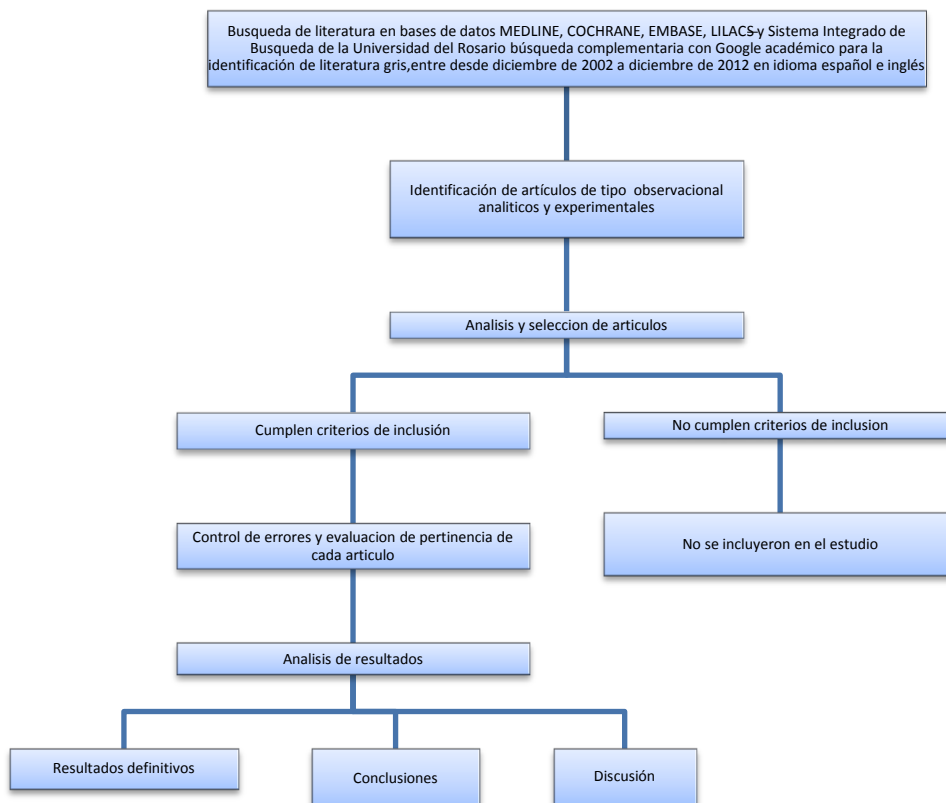 Busqueda de literatura en bases de datos MEDLINE, COCHRANE, EMBASE, LILACS y Sistema Integrado de
Busqueda de la Universidad del Rosario búsqueda complementaria con Google académico para la
identificación de literatura gris,entre desde diciembre de 2002 a diciembre de 2012 en idioma español e inglés
Identificación de artículos de tipo observacional
analiticos y experimentales
Analisis y seleccion de articulos
Cumplen criterios de inclusión
No cumplen criterios de inclusion
Control de errores y evaluacion de pertinencia de
cada articulo
No se incluyeron en el estudio
Analisis de resultados
Resultados definitivos
Conclusiones
Discusión